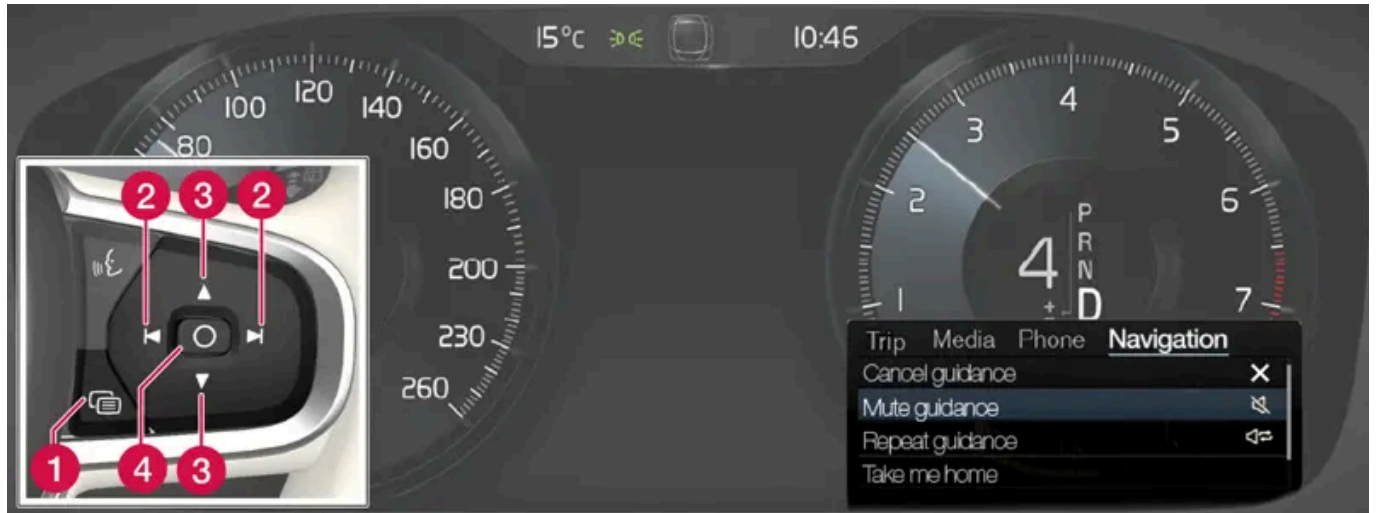 15°C 10:46
80
100
120
140
160
180
200
230
260
1
2
3
4
5
6
7
4
P
R
N
D
±
Trip Media Phone Navigation
Cancel guidance
Mute guidance
Repeat guidance
Take me home
2 3 2
1 4 3